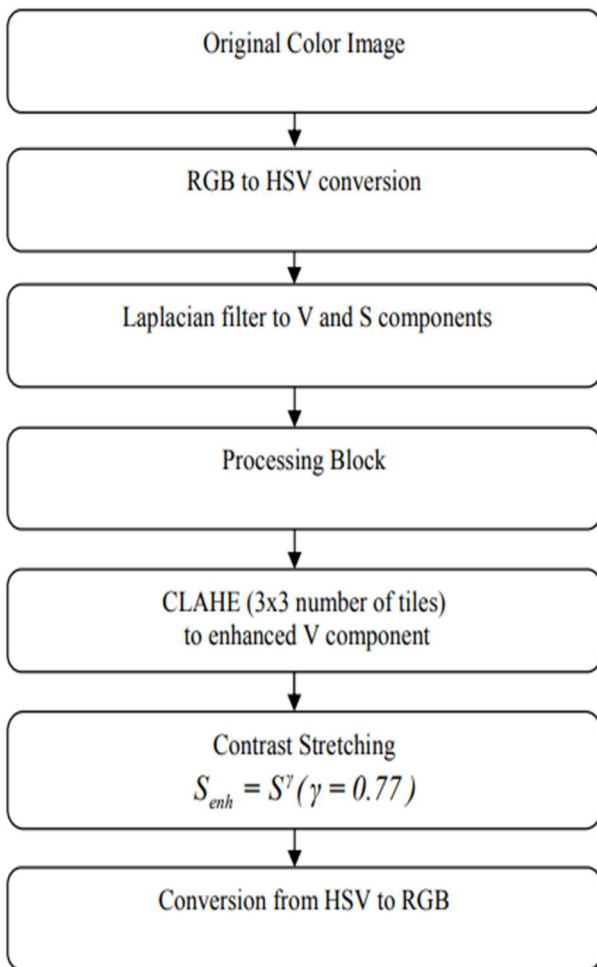 Original Color Image
RGB to HSV conversion
Laplacian filter to V and S components
Processing Block
CLAHE (3x3 number of tiles)
to enhanced V component
Contrast Stretching
S_enh = S^γ (γ = 0.77)
Conversion from HSV to RGB